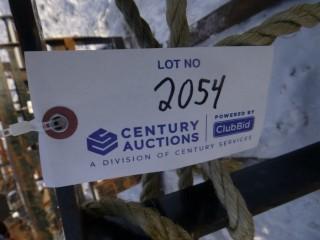 LOT NO
2054
CENTURY
AUCTIONS
POWERED BY
ClubBid
A DIVISION OF CENTURY SERVICES